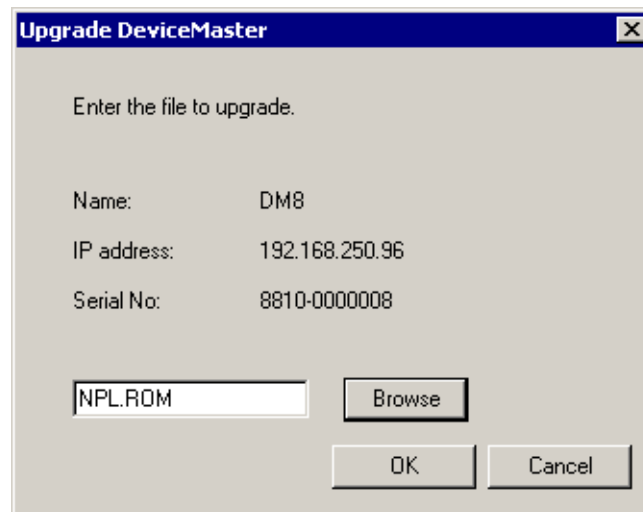 Upgrade DeviceMaster
Enter the file to upgrade.
Name: DM8
IP address: 192.168.250.96
Serial No: 8810-0000008
NPL.ROM Browse
OK Cancel